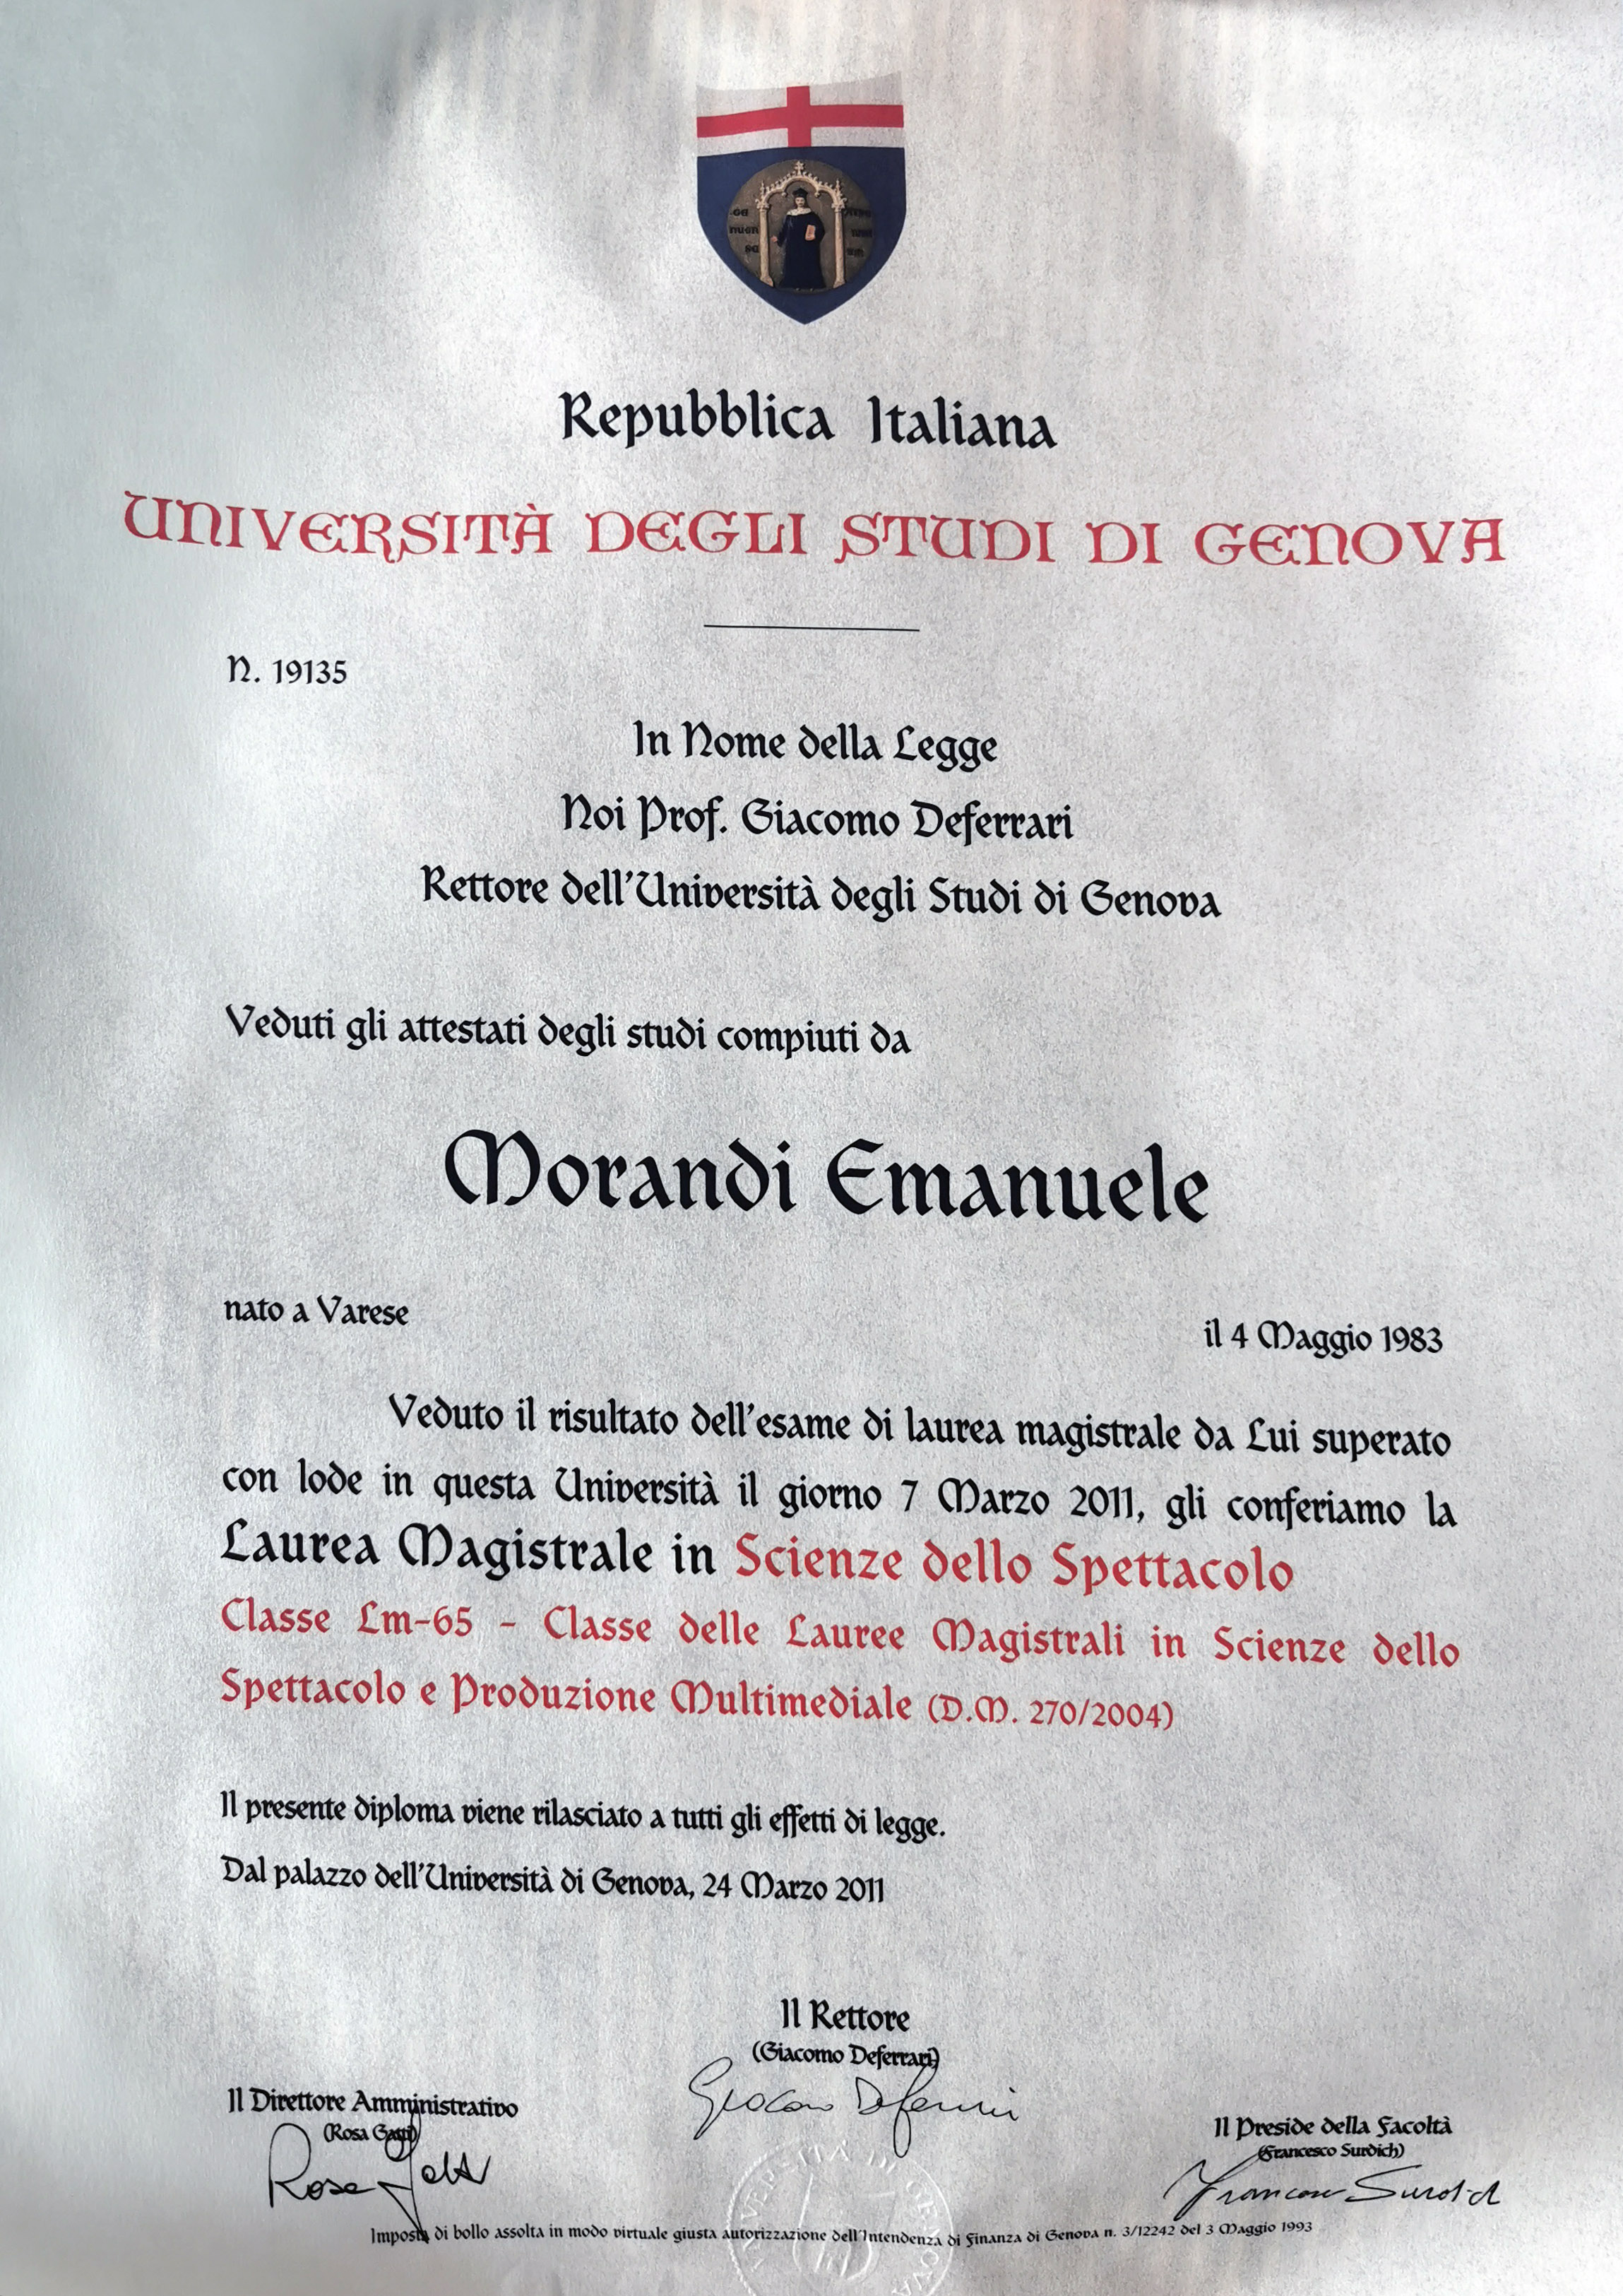 Repubblica Italiana
UNIVERSITÀ DEGLI STUDI DI GENOVA
N. 19135
In Nome della Legge
Noi Prof. Giacomo Deferrari
Rettore dell'Università degli Studi di Genova
Veduti gli attestati degli studi compiuti da
Morandi Emanuele
nato a Varese
il 4 Maggio 1983
Veduto il risultato dell'esame di laurea magistrale da Lui superato
con lode in questa Università il giorno 7 Marzo 2011, gli conferiamo la
Laurea Magistrale in Scienze dello Spettacolo
Classe Lm-65 - Classe delle Lauree Magistrali in Scienze dello
Spettacolo e Produzione Multimediale (D.M. 270/2004)
Il presente diploma viene rilasciato a tutti gli effetti di legge.
Dal palazzo dell'Università di Genova, 24 Marzo 2011
Il Rettore
(Giacomo Deferrari)
Giacomo Deferrari
Il Direttore Amministrativo
(Rosa Gatti)
Rosa Gatti
Il Preside della Facoltà
(Francesco Surdich)
Francesco Surdich
Imposta di bollo assolta in modo virtuale giusta autorizzazione dell'Intendenza di Finanza di Genova n. 3/12242 del 3 Maggio 1993